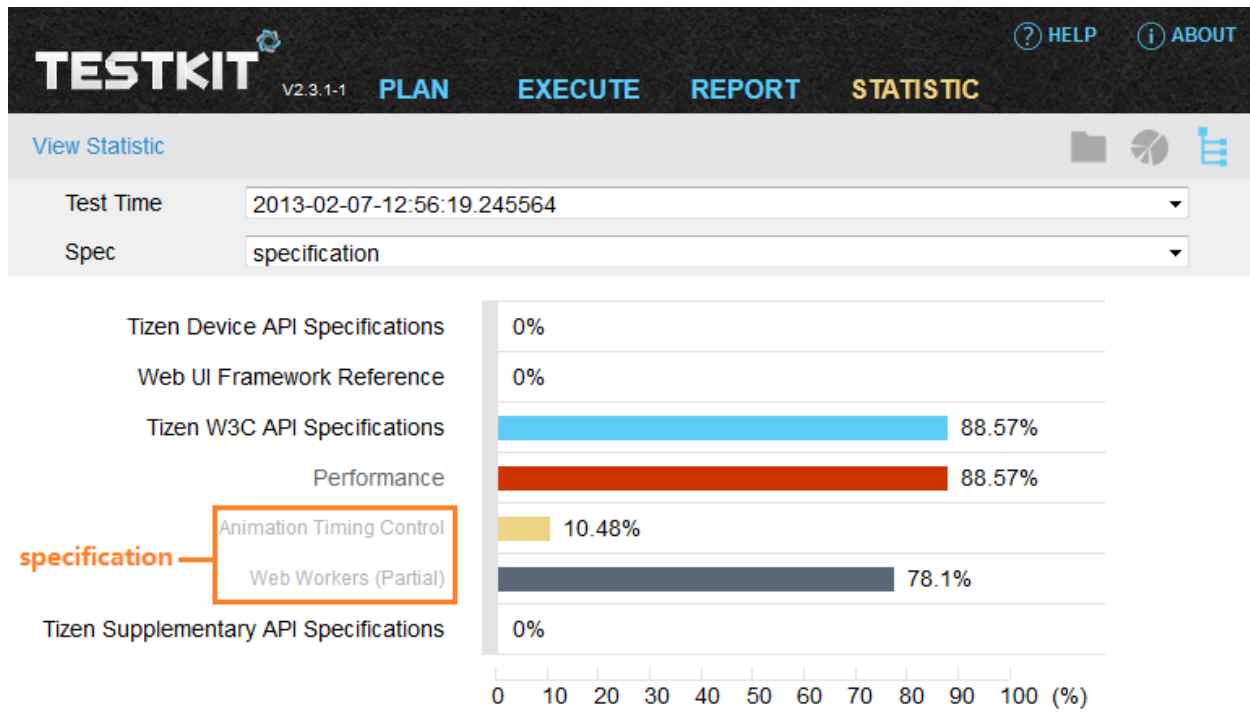 HELP ABOUT
TESTKIT V2.3.1-1 PLAN EXECUTE REPORT STATISTIC
View Statistic
Test Time 2013-02-07-12:56:19.245564
Spec specification
Tizen Device API Specifications 0%
Web UI Framework Reference 0%
Tizen W3C API Specifications 88.57%
Performance 88.57%
Animation Timing Control 10.48%
specification
Web Workers (Partial) 78.1%
Tizen Supplementary API Specifications 0%
0 10 20 30 40 50 60 70 80 90 100 (%)